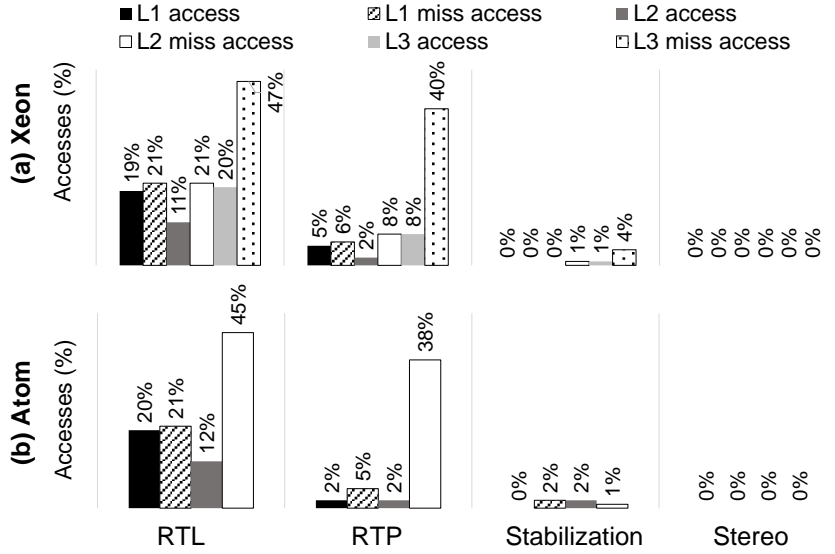 L1 access L1 miss access L2 access
L2 miss access L3 access L3 miss access
(a) Xeon
Accesses (%)
19% 21% 11% 21% 20% 47%
5% 6% 2% 8% 8% 40%
0% 0% 0% 1% 1% 4%
0% 0% 0% 0% 0% 0%
(b) Atom
Accesses (%)
20% 21% 12% 45%
2% 5% 2% 38%
0% 2% 2% 1%
0% 0% 0% 0%
RTL RTP Stabilization Stereo